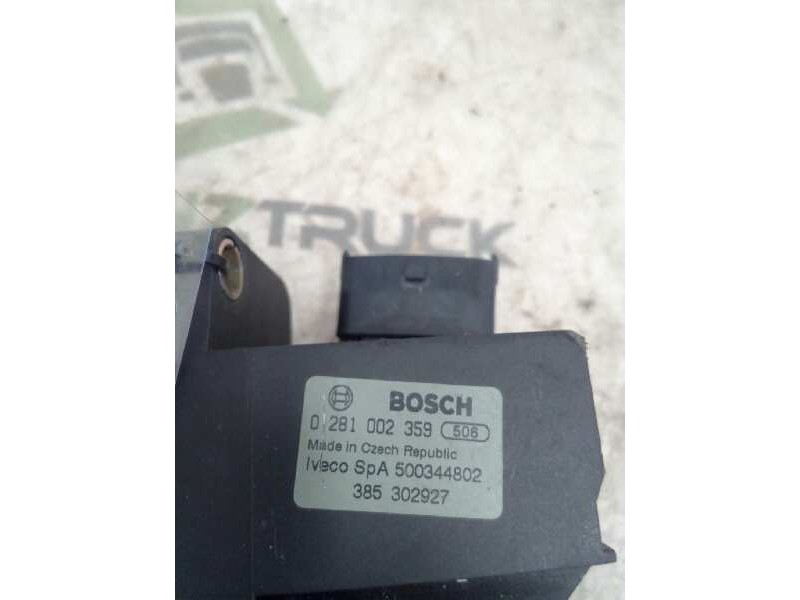 TRUCK
BOSCH
0 281 002 359 506
Made in Czech Republic
Iveco SpA 500344802
385 302927